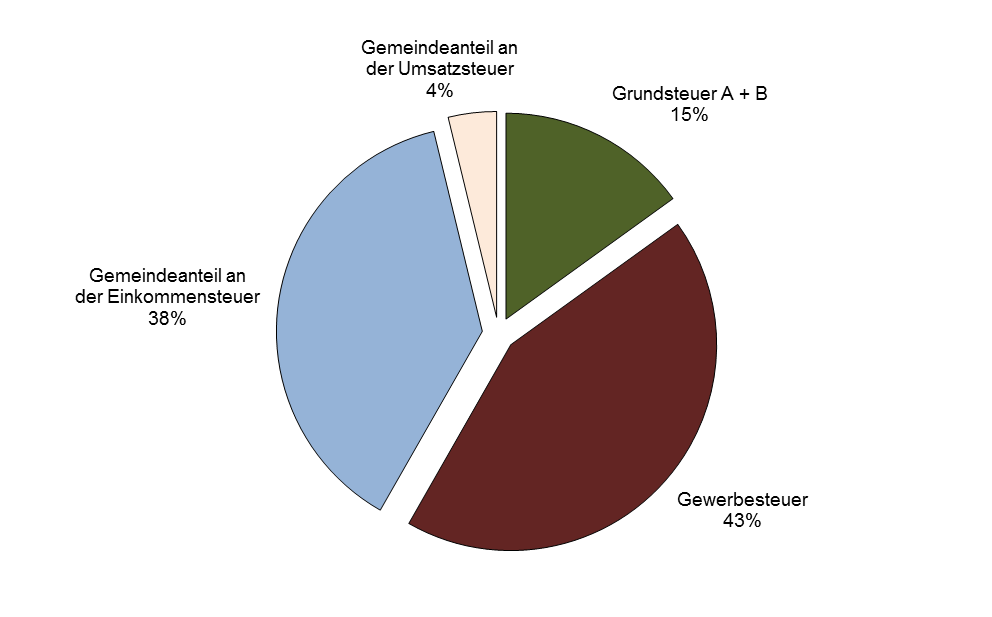 Gemeindeanteil an
der Umsatzsteuer
4%
Grundsteuer A + B
15%
Gemeindeanteil an
der Einkommensteuer
38%
Gewerbesteuer
43%